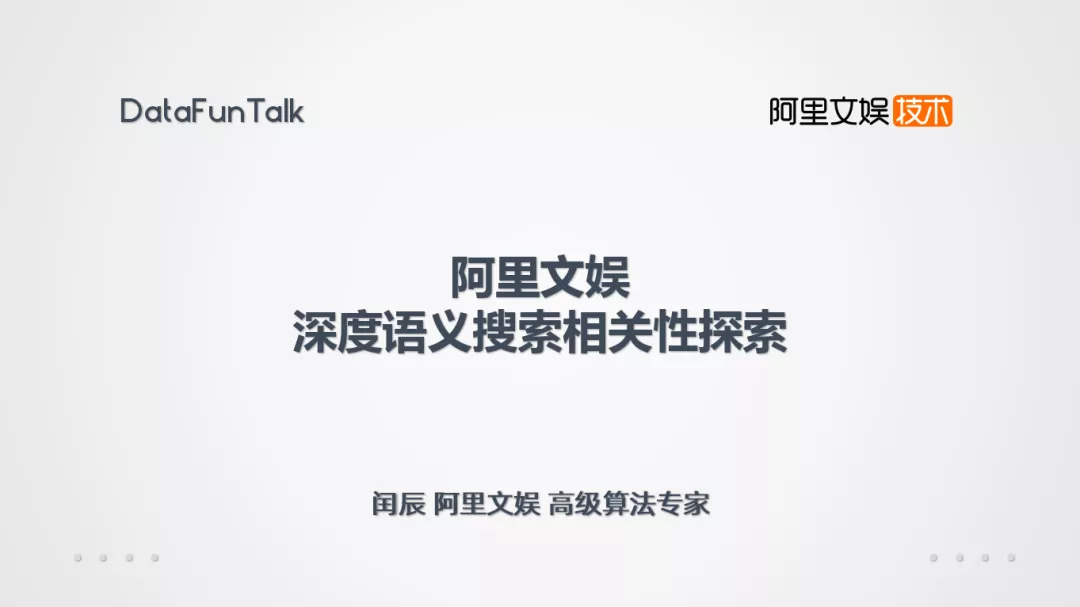 DataFunTalk
阿里文娱技术
阿里文娱
深度语义搜索相关性探索
闰辰 阿里文娱 高级算法专家